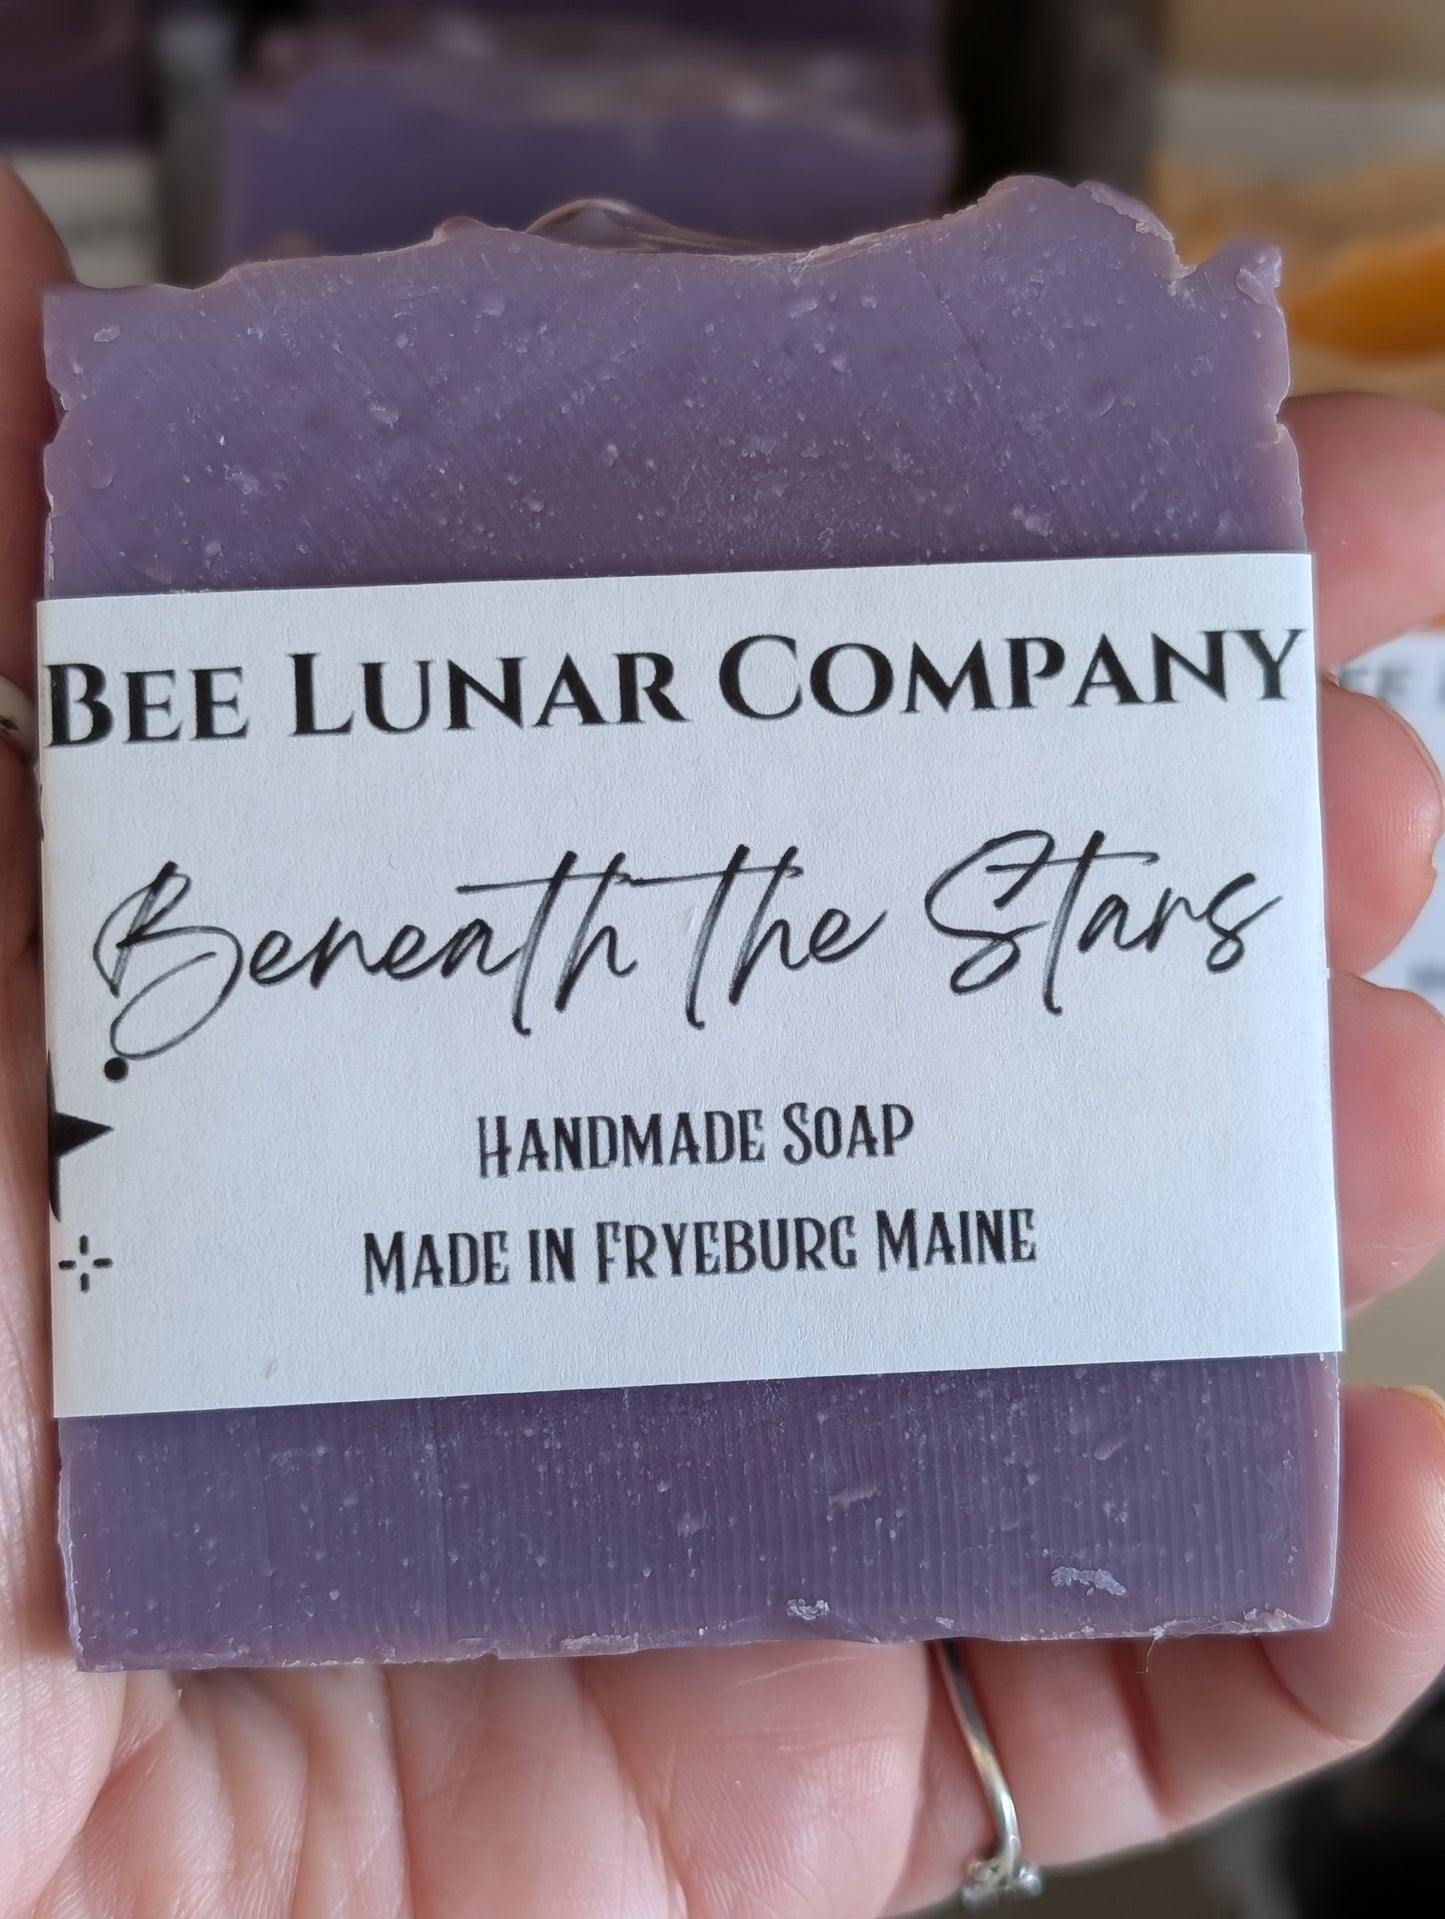 Bee Lunar Company
Beneath the Stars
Handmade Soap
Made in Fryeburg Maine